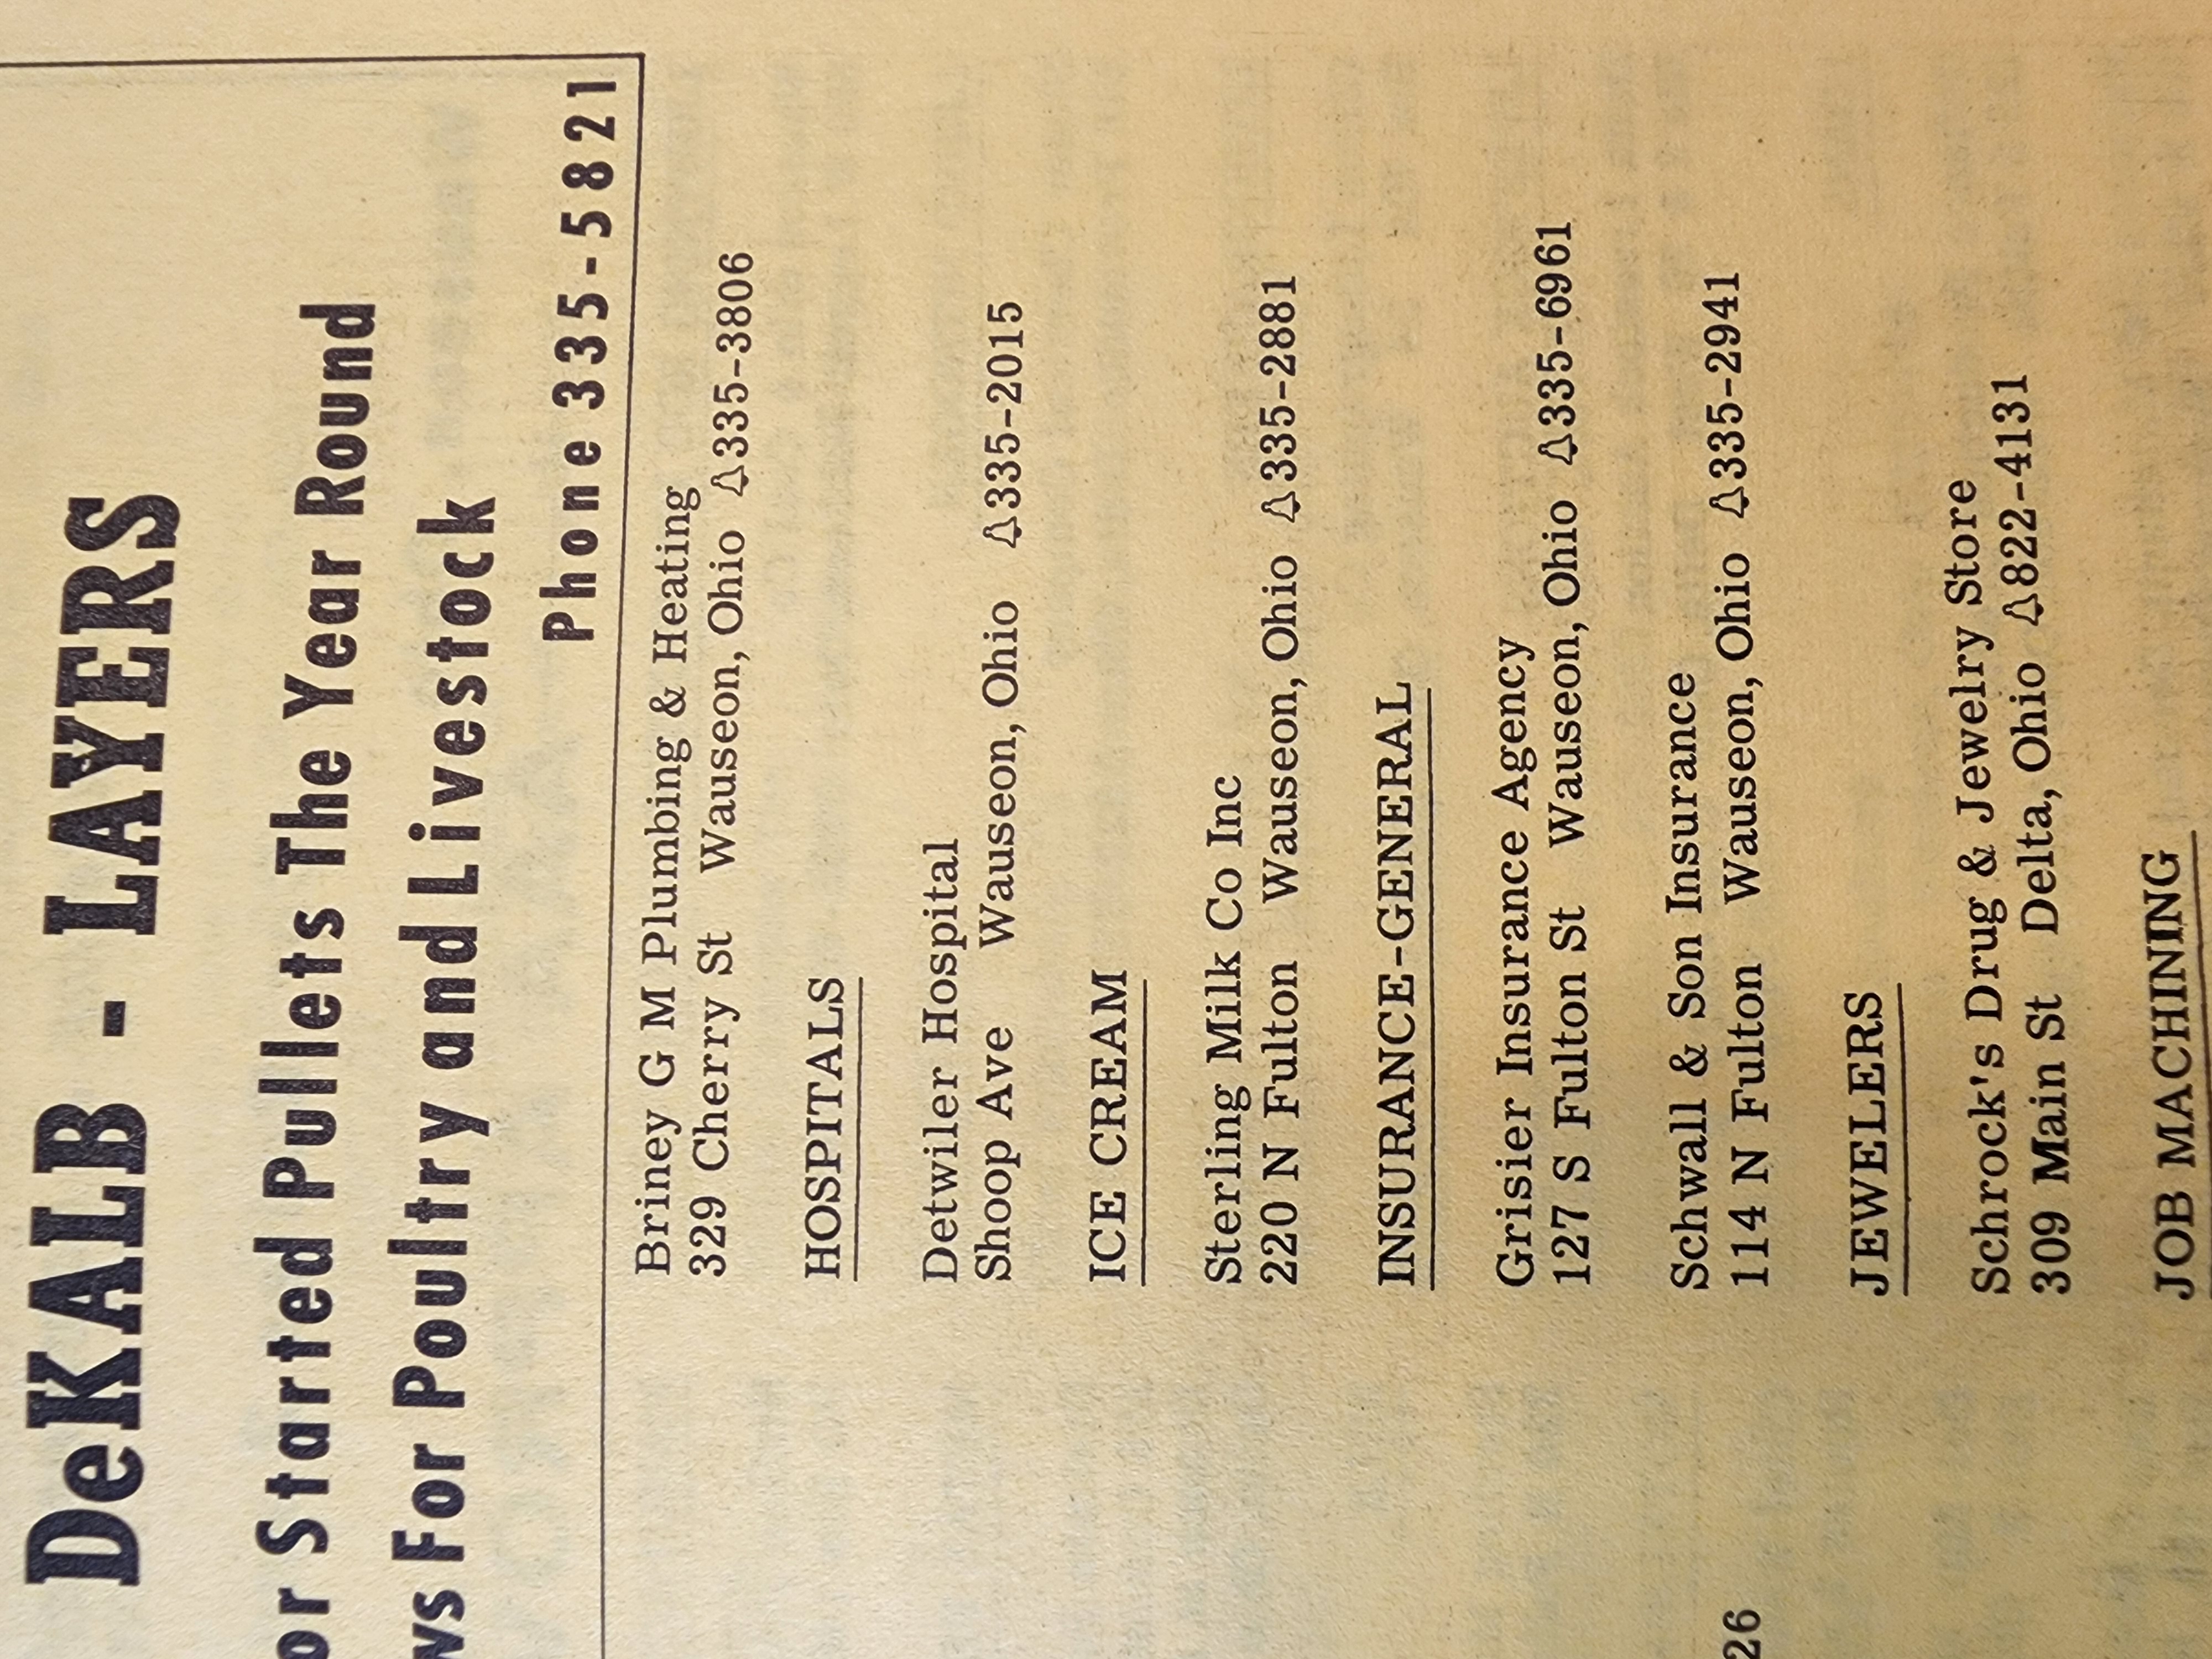 DeKALB - LAYERS
or Started Pullets The Year Round
ws For Poultry and Livestock
Phone 335-5821
Briney G M Plumbing & Heating
329 Cherry St Wauseon, Ohio 335-3806
HOSPITALS
Detwiler Hospital
Shoop Ave Wauseon, Ohio 335-2015
ICE CREAM
Sterling Milk Co Inc
220 N Fulton Wauseon, Ohio 335-2881
INSURANCE-GENERAL
Grisier Insurance Agency
127 S Fulton St Wauseon, Ohio 335-6961
Schwall & Son Insurance
114 N Fulton Wauseon, Ohio 335-2941
26
JEWELERS
Schrock's Drug & Jewelry Store
309 Main St Delta, Ohio 822-4131
JOB MACHINING